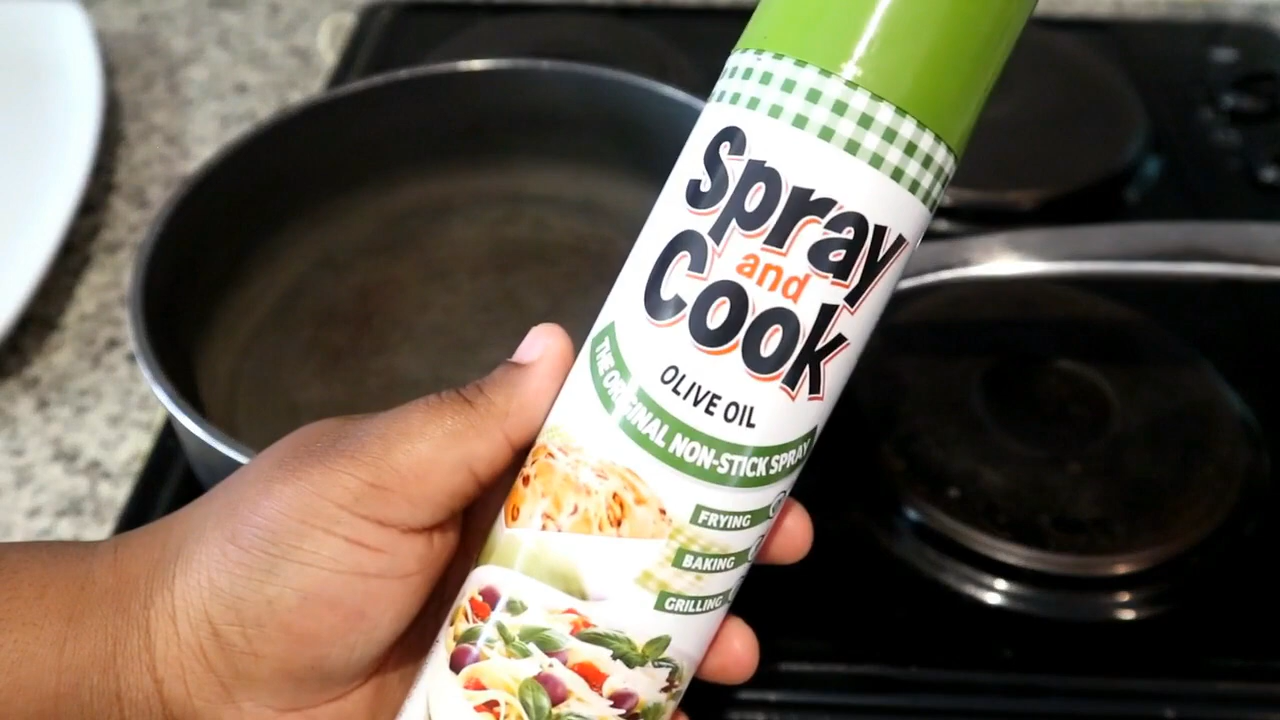 Spray
and
Cook
OLIVE OIL
THE ORIGINAL NON-STICK SPRAY
FRYING
BAKING
GRILLING